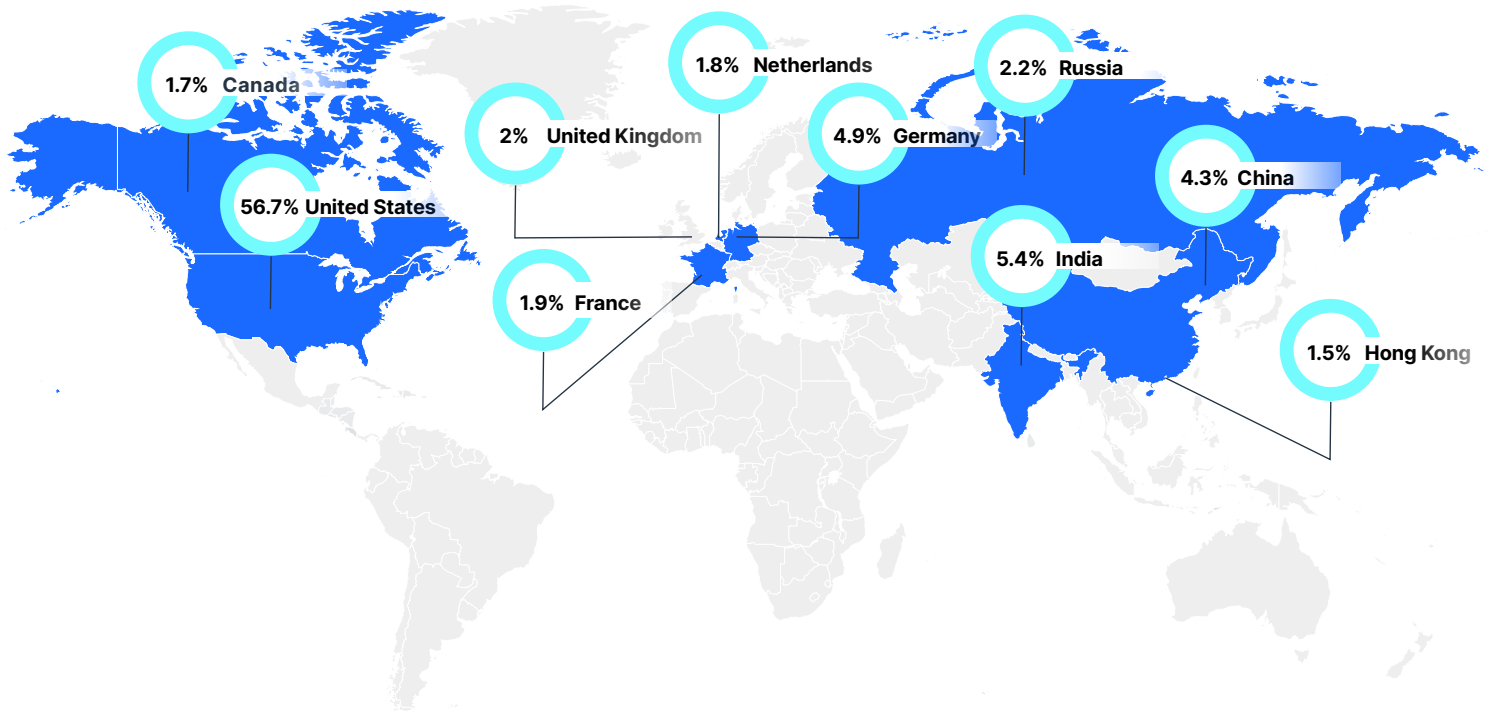 1.8% Netherlands
2.2% Russia
1.7% Canada
2% United Kingdom
4.9% Germany
4.3% China
56.7% United States
5.4% India
1.9% France
1.5% Hong Kong